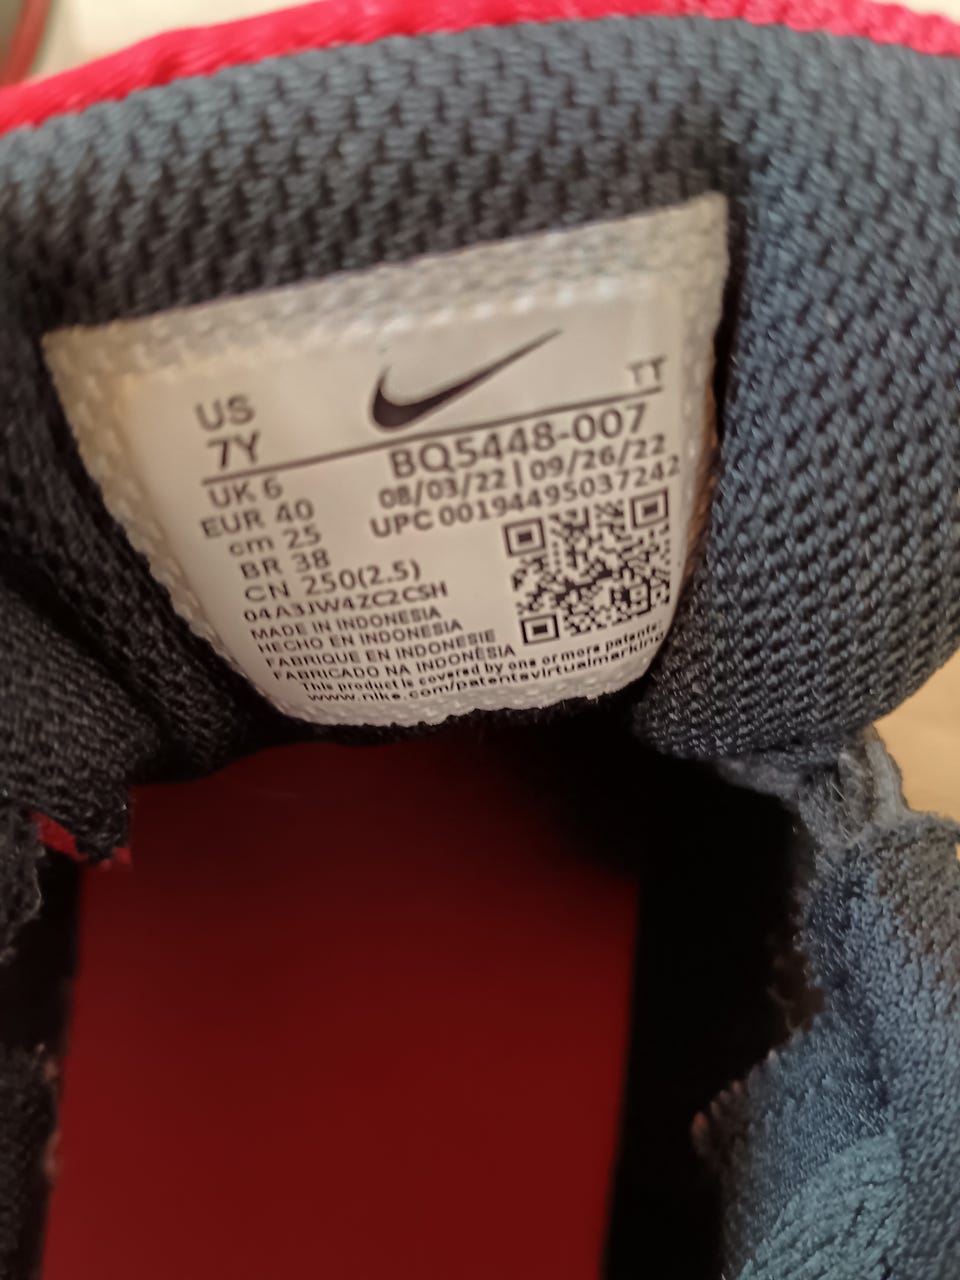 US
7Y
TT
BQ5448-007
08/03/22 | 09/26/22
UPC 00194495037242
UK 6
EUR 40
cm 25
BR 38
CN 250(2.5)
04A3JW4ZC2CSH
MADE IN INDONESIA
HECHO EN INDONESIA
FABRIQUE EN INDONESIE
FABRICADO NA INDONÉSIA
This product is covered by one or more patents:
www.nike.com/patentsvirtualmarking